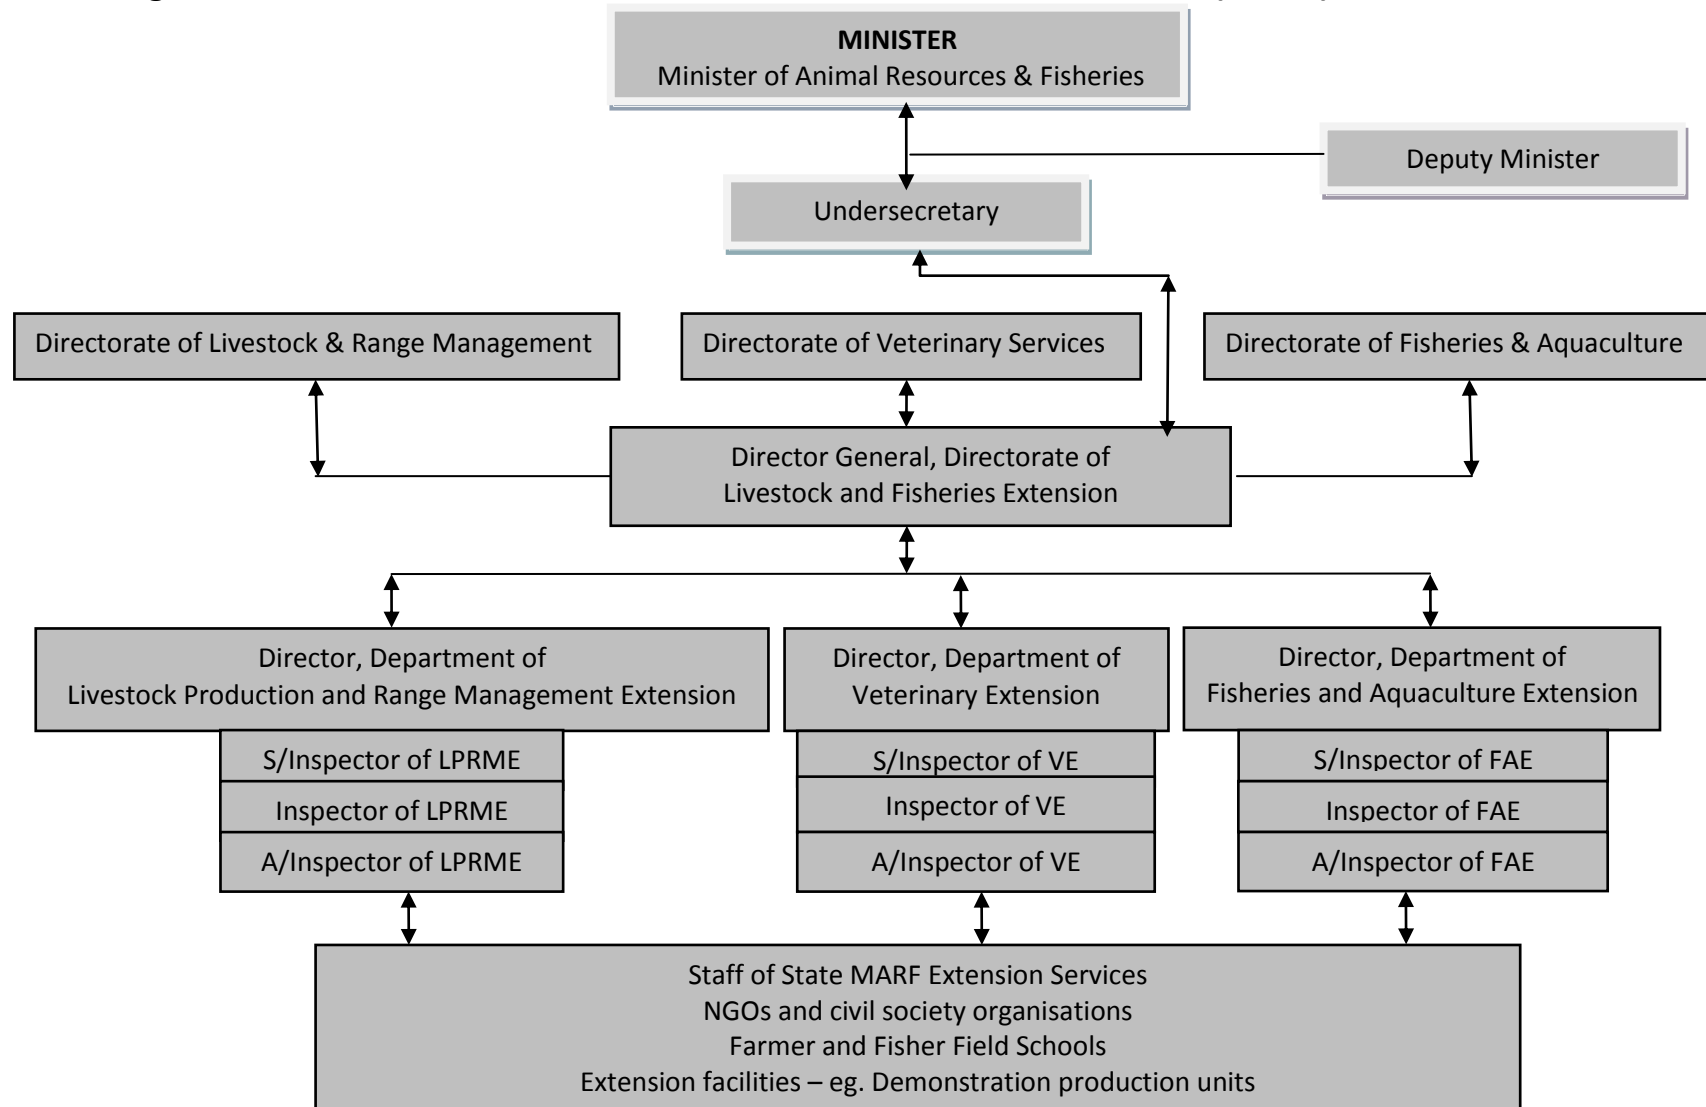 MINISTER
Minister of Animal Resources & Fisheries
Deputy Minister
Undersecretary
Directorate of Livestock & Range Management
Directorate of Veterinary Services
Directorate of Fisheries & Aquaculture
Director General, Directorate of
Livestock and Fisheries Extension
Director, Department of
Livestock Production and Range Management Extension
Director, Department of
Veterinary Extension
Director, Department of
Fisheries and Aquaculture Extension
S/Inspector of LPRME
Inspector of LPRME
A/Inspector of LPRME
S/Inspector of VE
Inspector of VE
A/Inspector of VE
S/Inspector of FAE
Inspector of FAE
A/Inspector of FAE
Staff of State MARF Extension Services
NGOs and civil society organisations
Farmer and Fisher Field Schools
Extension facilities – eg. Demonstration production units